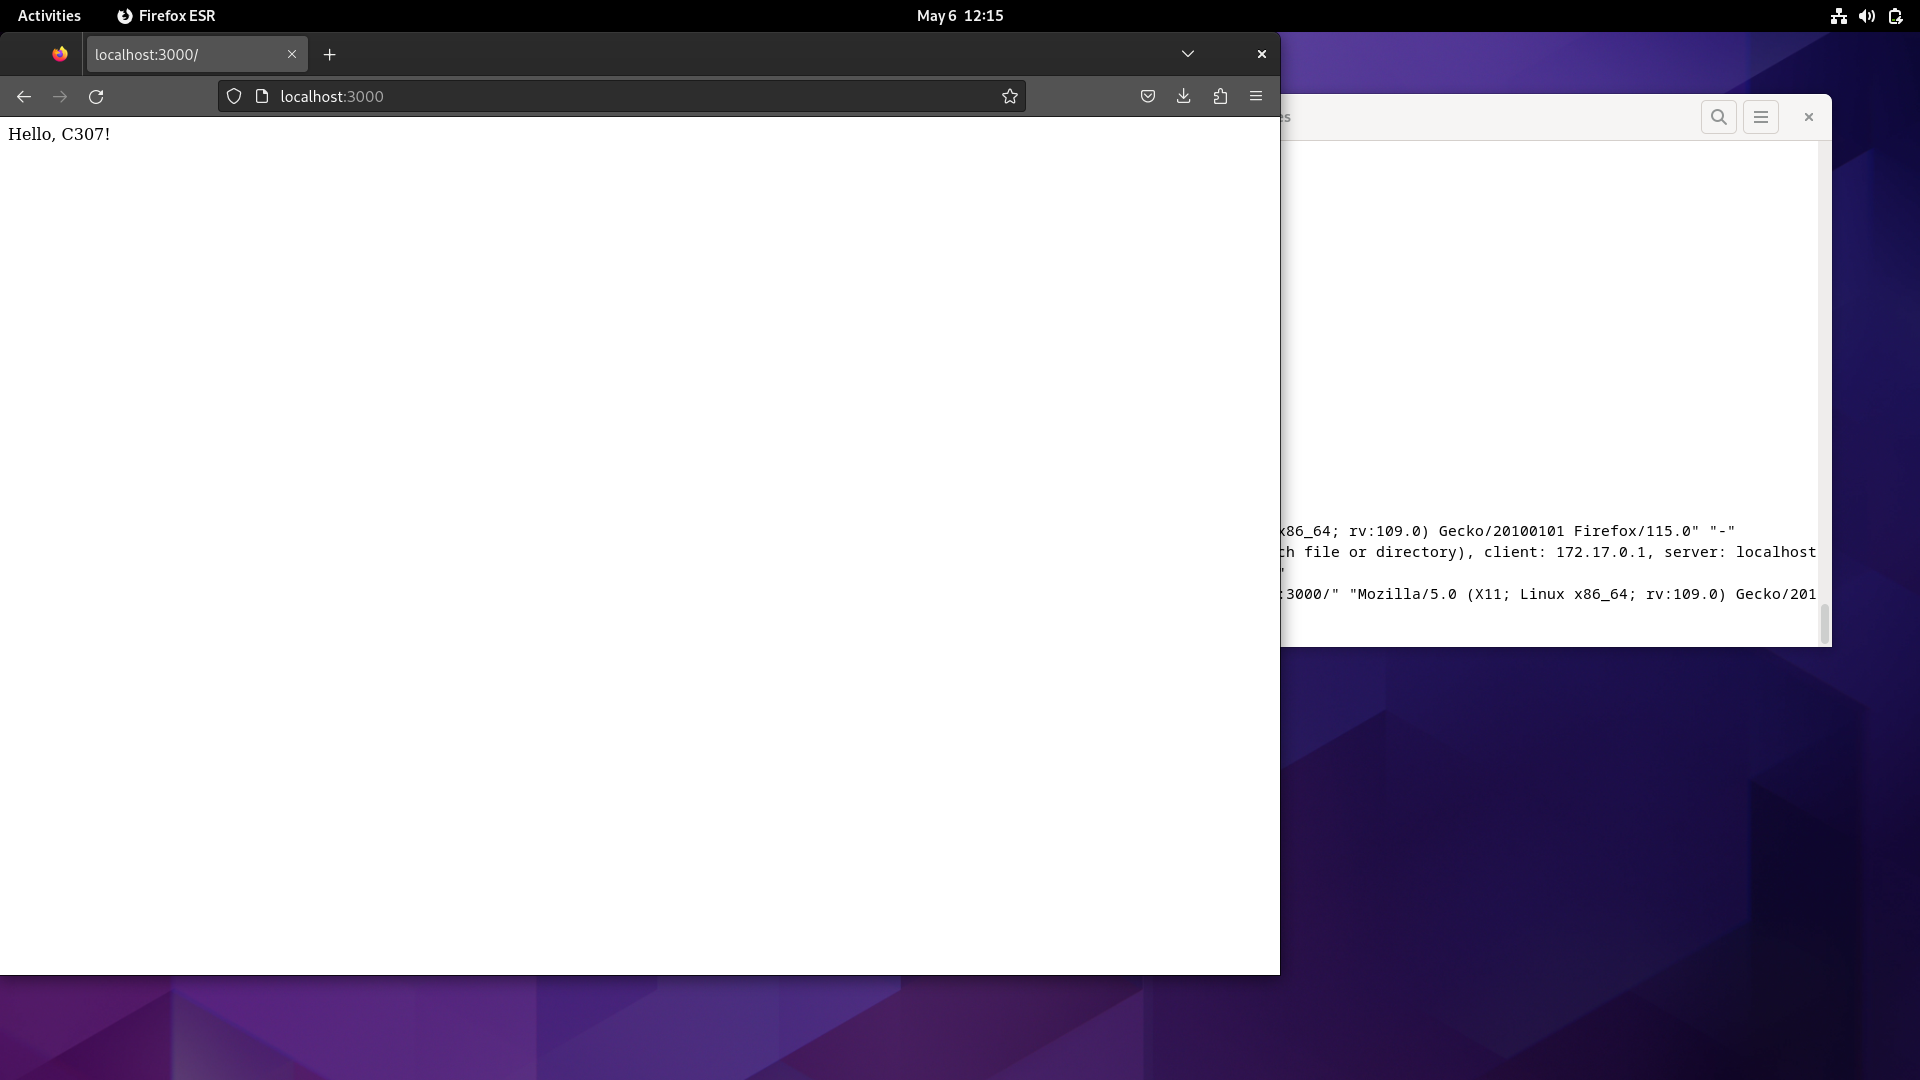 Activities
Firefox ESR
May 6 12:15
localhost:3000/
localhost:3000
Hello, C307!
x86_64; rv:109.0) Gecko/20100101 Firefox/115.0" "-"
ch file or directory), client: 172.17.0.1, server: localhost
"
:3000/" "Mozilla/5.0 (X11; Linux x86_64; rv:109.0) Gecko/201